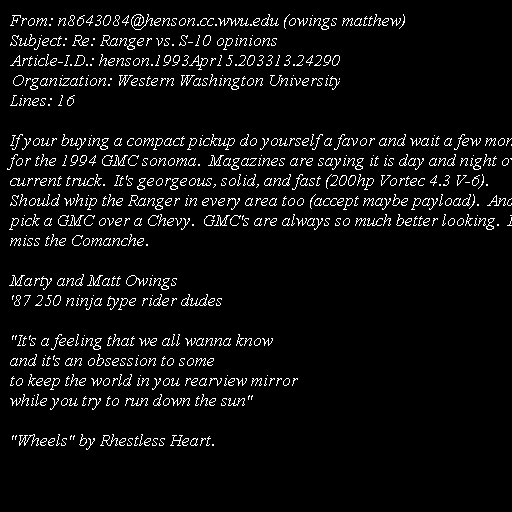 From: n8643084@henson.cc.wwu.edu (owings matthew)
Subject: Re: Ranger vs. S-10 opinions
Article-I.D.: henson.1993Apr15.203313.24290
Organization: Western Washington University
Lines: 16

If your buying a compact pickup do yourself a favor and wait a few
for the 1994 GMC sonoma.  Magazines are saying it is day and night
current truck.  It's georgeous, solid, and fast (200hp Vortec 4.3 V-6).
Should whip the Ranger in every area too (accept maybe payload).
pick a GMC over a Chevy.  GMC's are always so much better looking.
miss the Comanche.

Marty and Matt Owings
'87 250 ninja type rider dudes

"It's a feeling that we all wanna know
and it's an obsession to some
to keep the world in you rearview mirror
while you try to run down the sun"

"Wheels" by Rhestless Heart.